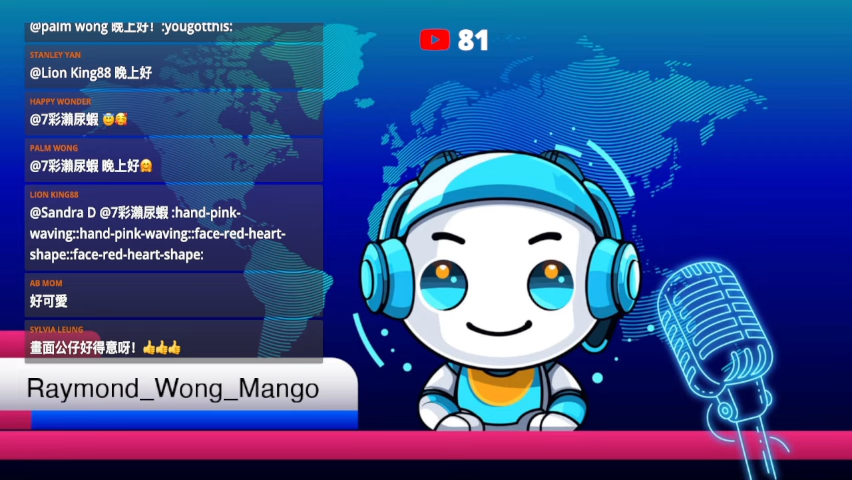 @palm wong 晚上好！:yougotthis:
STANLEY YAN
@Lion King88 晚上好
HAPPY WONDER
@7彩瀨尿蝦 😇🥰
PALM WONG
@7彩瀨尿蝦 晚上好🤗
LION KING88
@Sandra D @7彩瀨尿蝦 :hand-pink-
waving::hand-pink-waving::face-red-heart-
shape::face-red-heart-shape:
AB MOM
好可愛
SYLVIA LEUNG
畫面公仔好得意呀！👍👍👍
Raymond_Wong_Mango
81